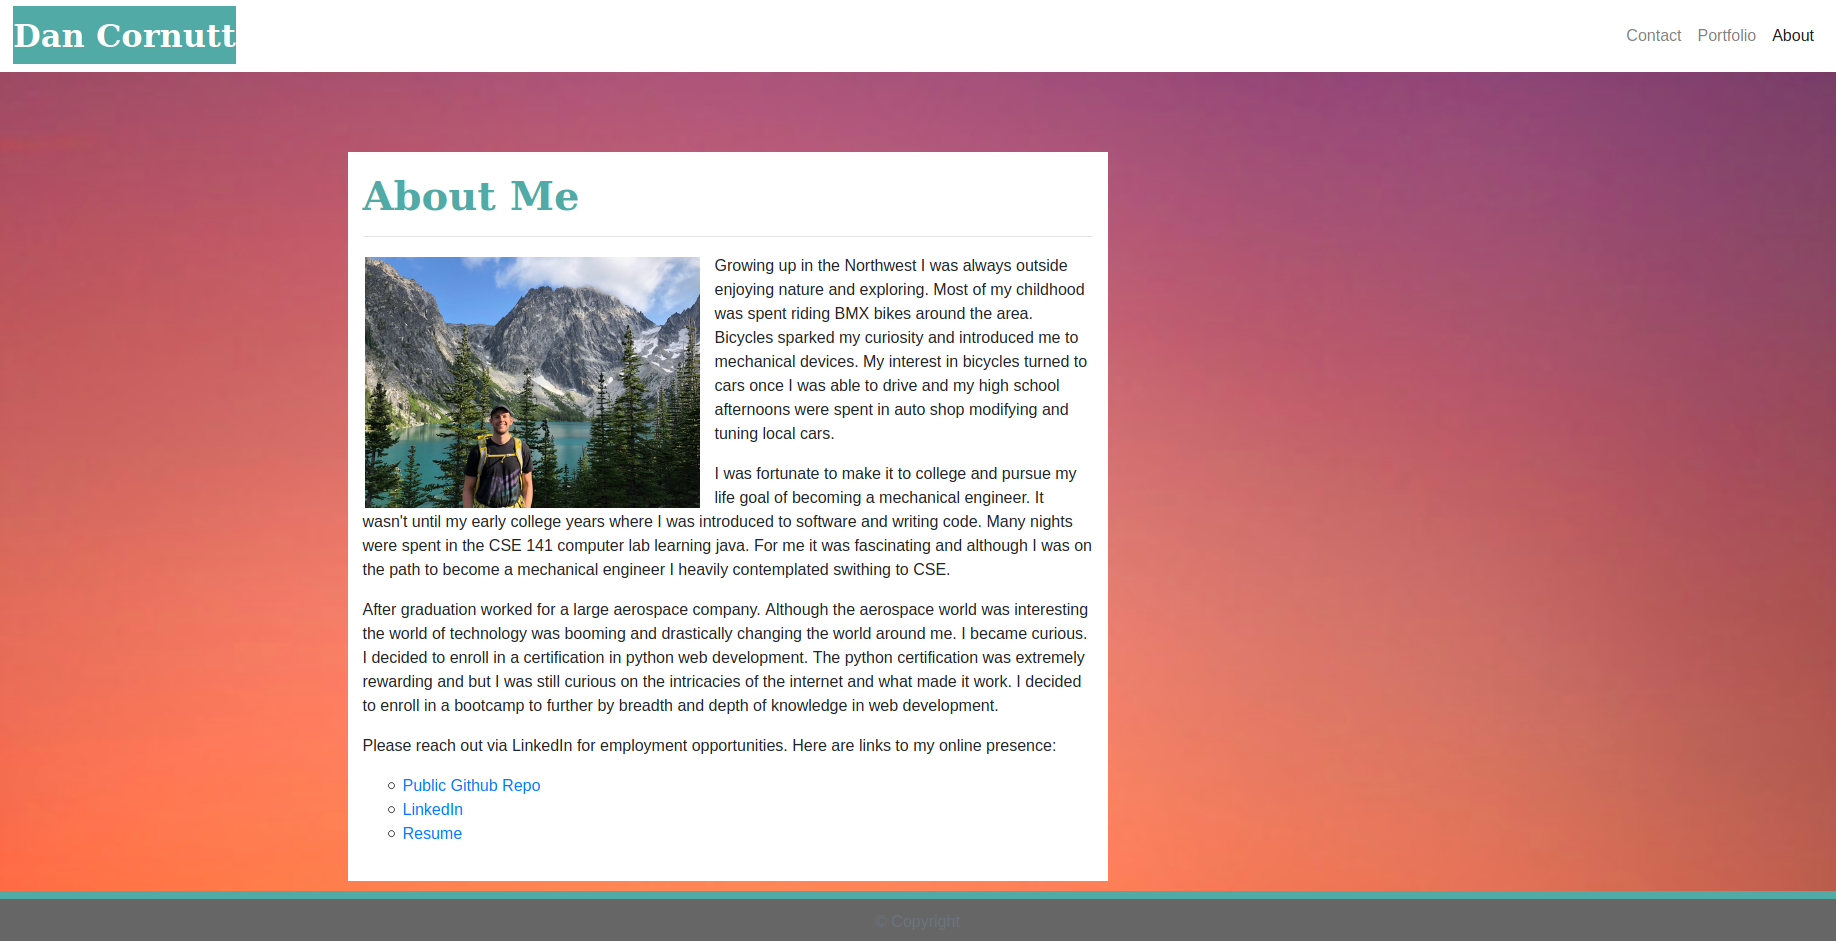 Dan Cornutt
Contact Portfolio About
About Me
Growing up in the Northwest I was always outside
enjoying nature and exploring. Most of my childhood
was spent riding BMX bikes around the area.
Bicycles sparked my curiosity and introduced me to
mechanical devices. My interest in bicycles turned to
cars once I was able to drive and my high school
afternoons were spent in auto shop modifying and
tuning local cars.
I was fortunate to make it to college and pursue my
life goal of becoming a mechanical engineer. It
wasn't until my early college years where I was introduced to software and writing code. Many nights
were spent in the CSE 141 computer lab learning java. For me it was fascinating and although I was on
the path to become a mechanical engineer I heavily contemplated swithing to CSE.
After graduation worked for a large aerospace company. Although the aerospace world was interesting
the world of technology was booming and drastically changing the world around me. I became curious.
I decided to enroll in a certification in python web development. The python certification was extremely
rewarding and but I was still curious on the intricacies of the internet and what made it work. I decided
to enroll in a bootcamp to further by breadth and depth of knowledge in web development.
Please reach out via LinkedIn for employment opportunities. Here are links to my online presence:
Public Github Repo
LinkedIn
Resume
© Copyright